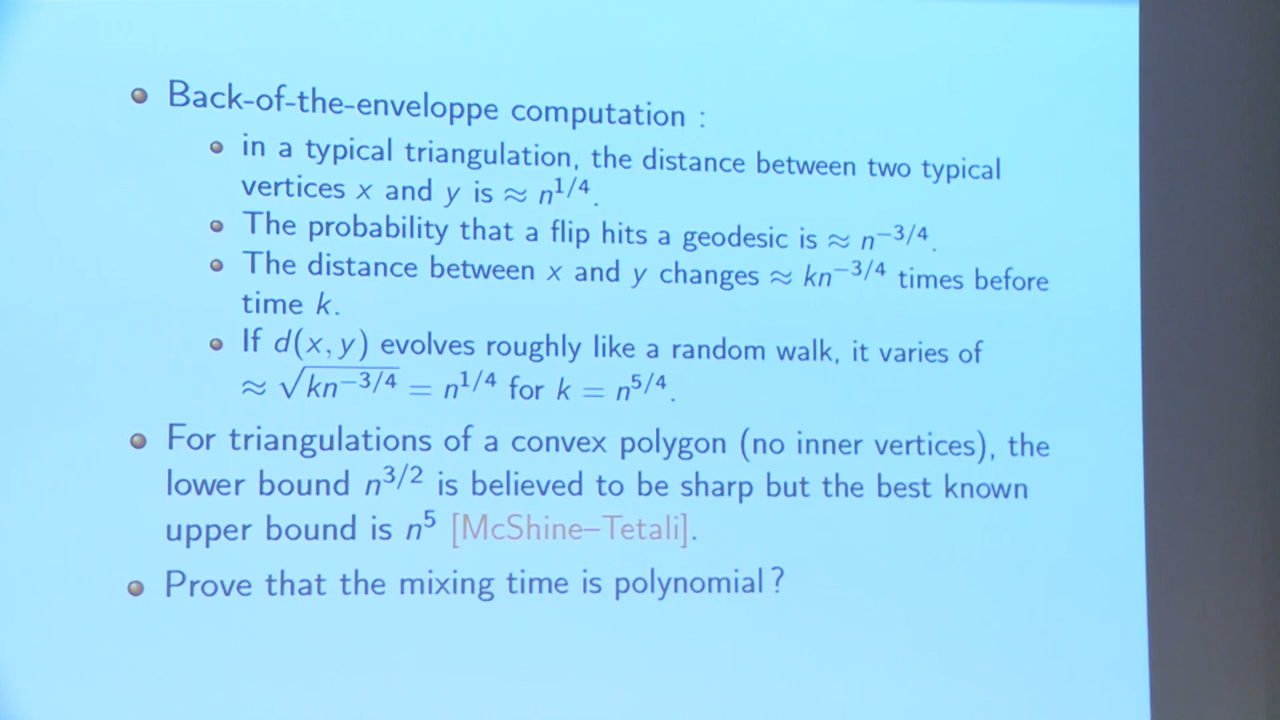 Back-of-the-enveloppe computation :
in a typical triangulation, the distance between two typical
vertices x and y is ≈ n^{1/4}.
The probability that a flip hits a geodesic is ≈ n^{-3/4}.
The distance between x and y changes ≈ kn^{-3/4} times before
time k.
If d(x, y) evolves roughly like a random walk, it varies of
≈ √(kn^{-3/4}) = n^{1/4} for k = n^{5/4}.
For triangulations of a convex polygon (no inner vertices), the
lower bound n^{3/2} is believed to be sharp but the best known
upper bound is n^5 [McShine–Tetali].
Prove that the mixing time is polynomial ?